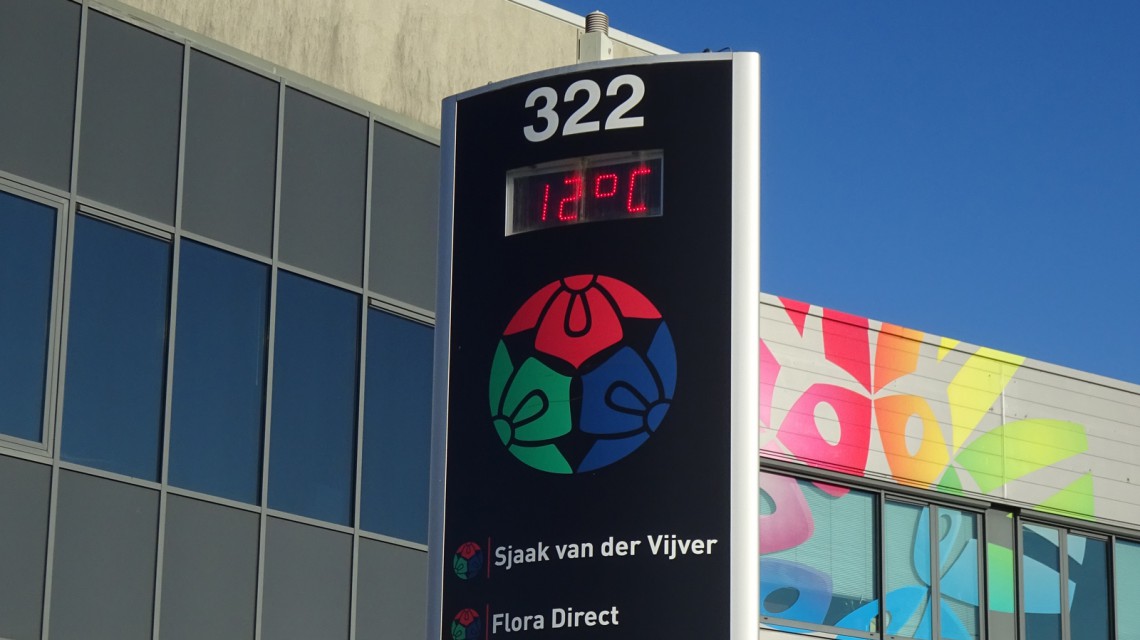 322
12°C
Sjaak van der Vijver
Flora Direct